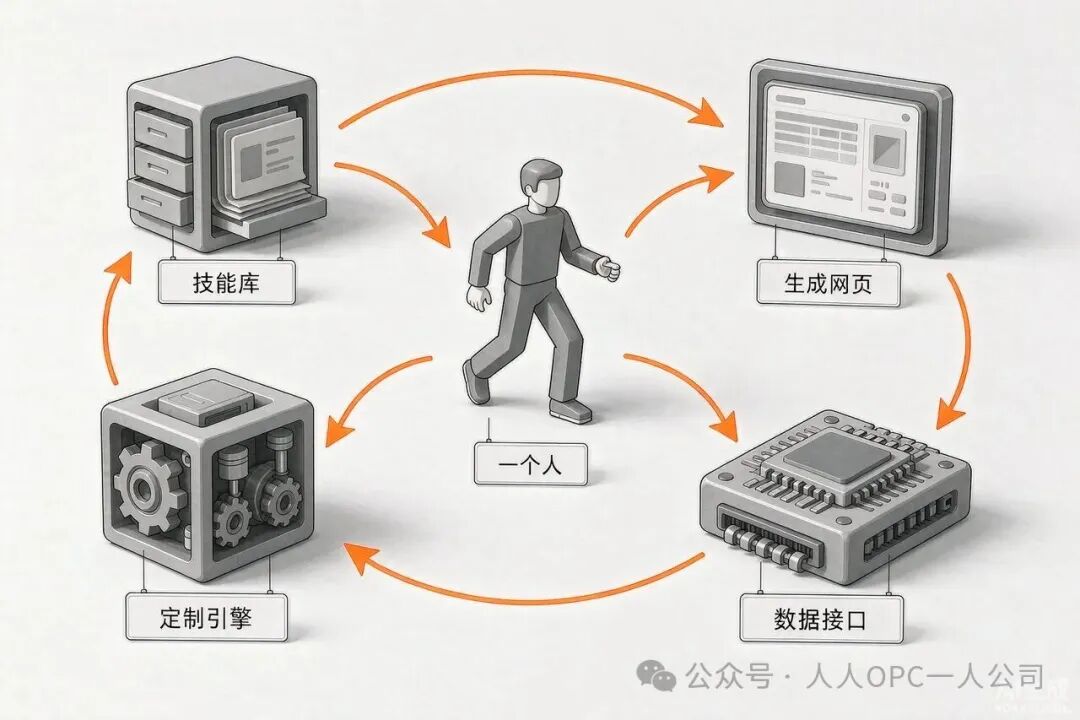 技能库
生成网页
一个人
定制引擎
数据接口
公众号 · 人人OPC一人公司